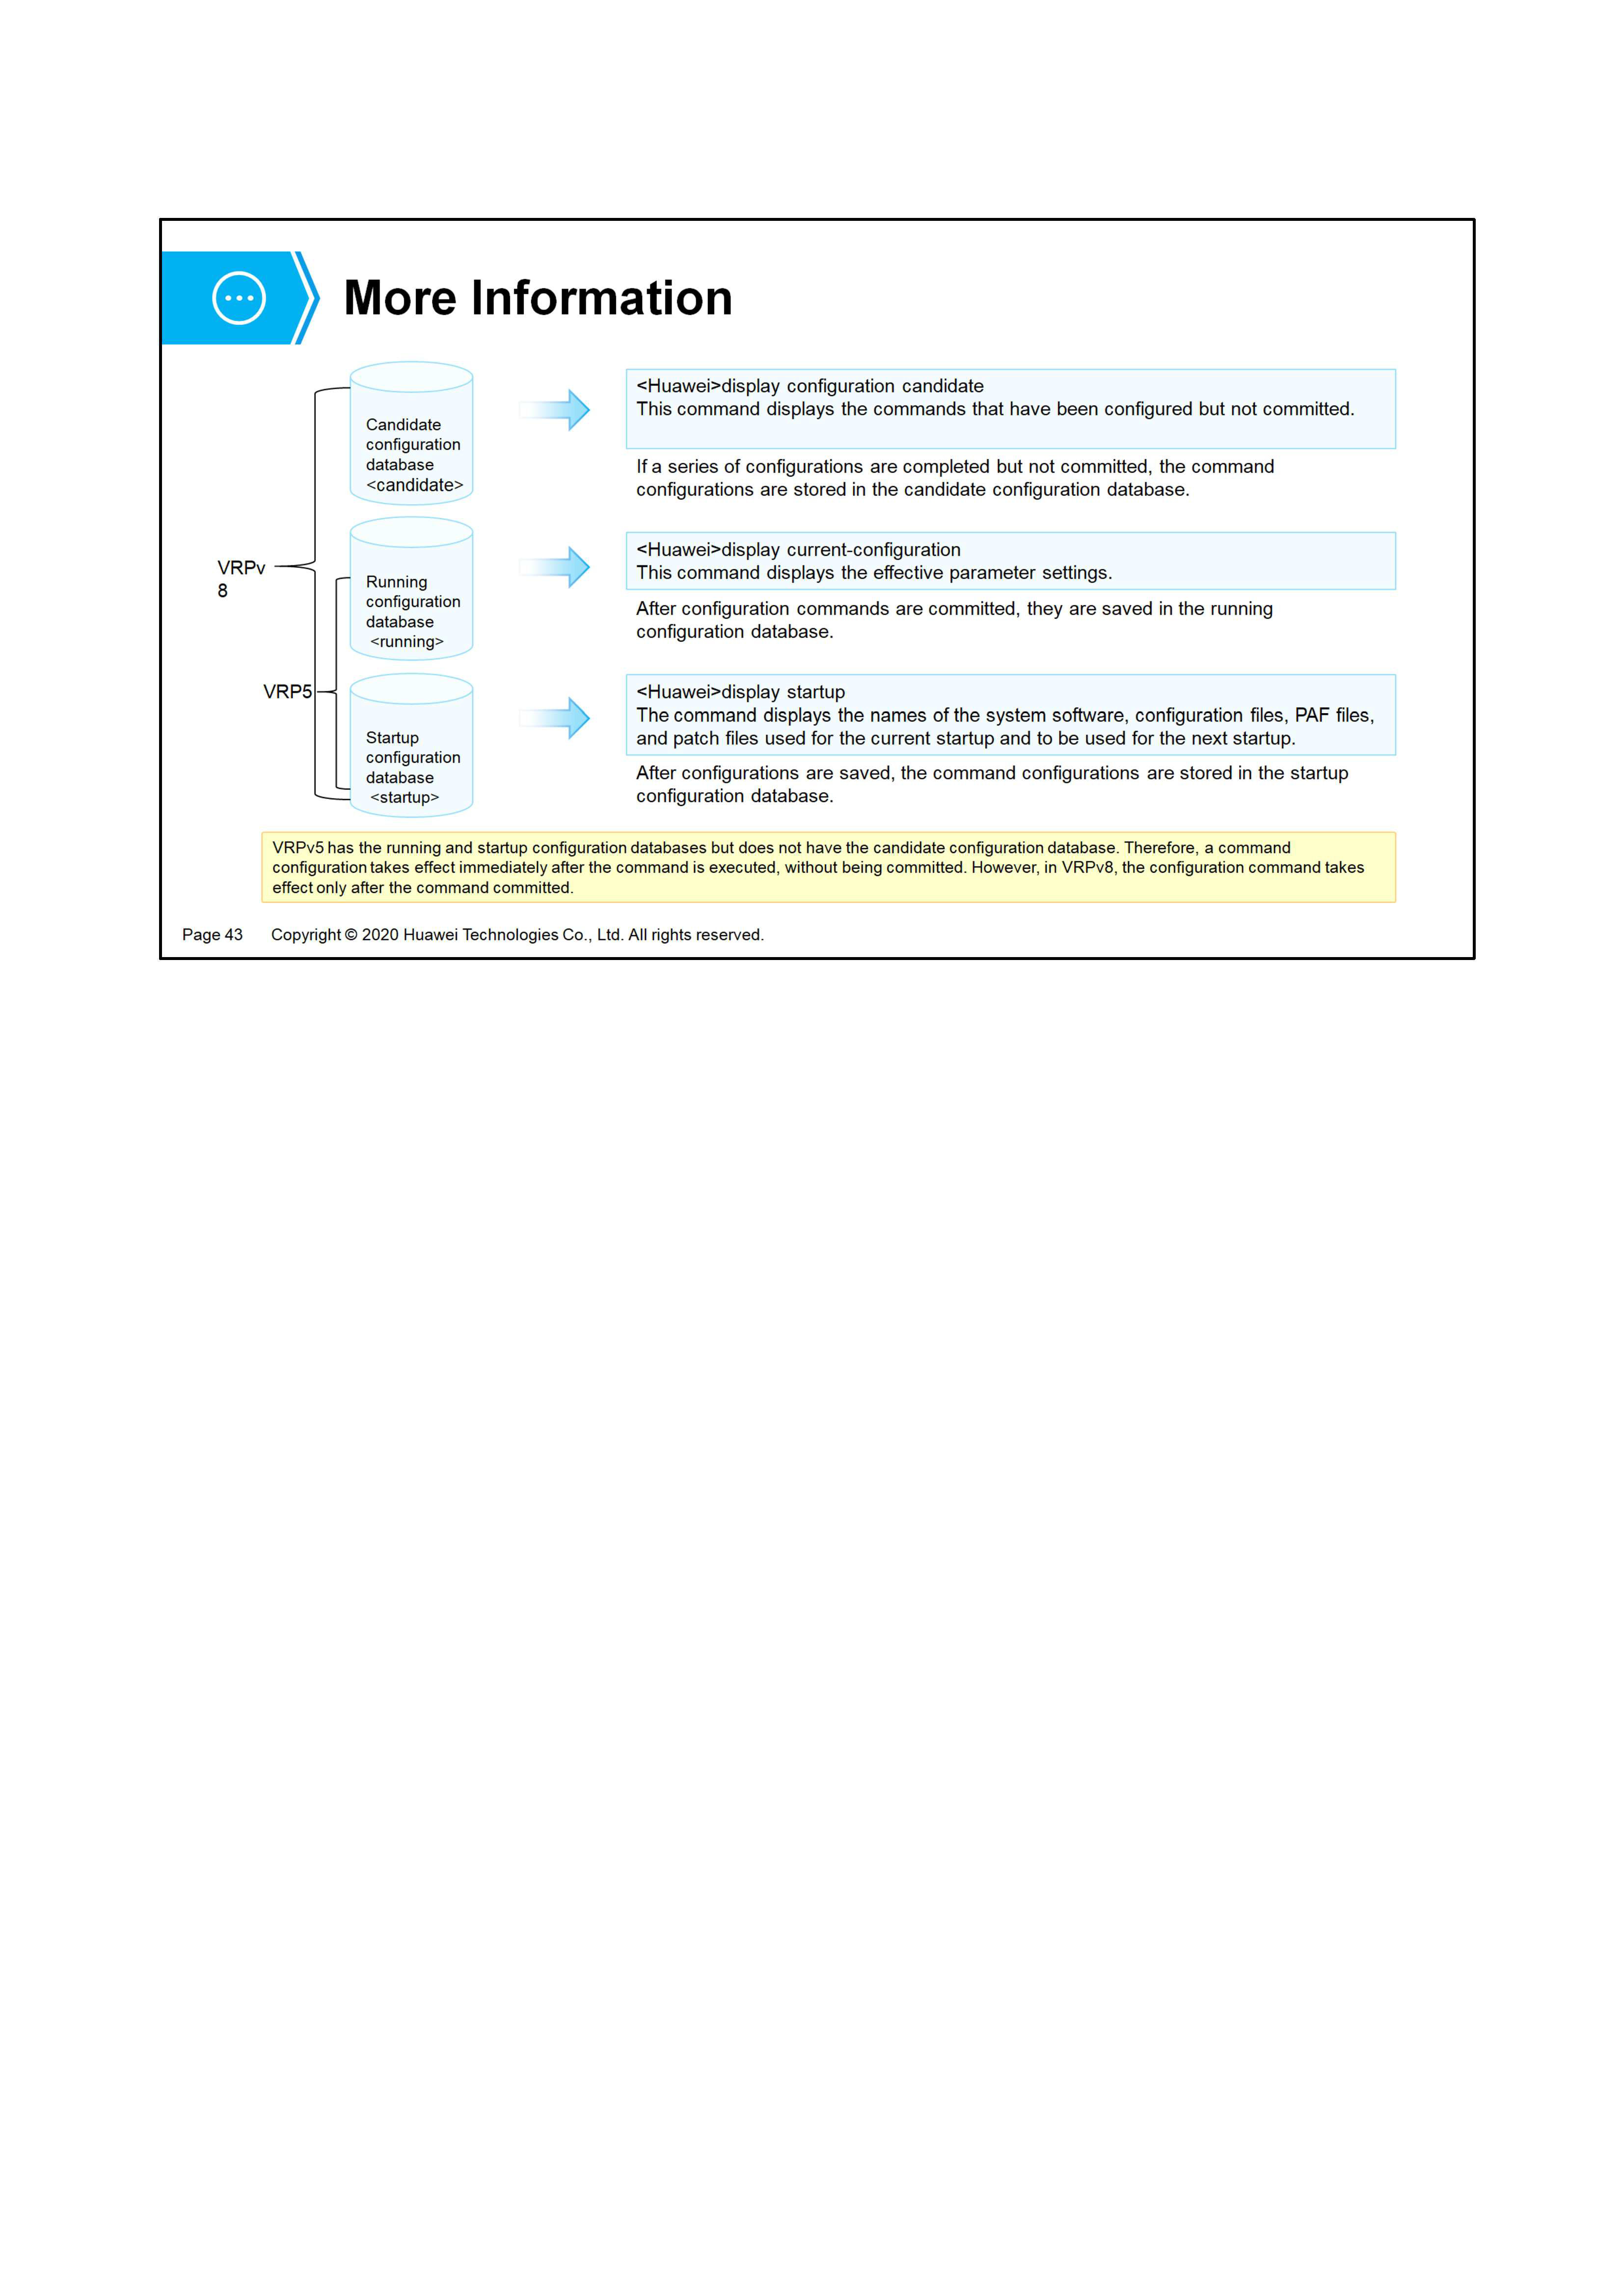 More Information
Candidate
configuration
database
<candidate>
<Huawei>display configuration candidate
This command displays the commands that have been configured but not committed.
If a series of configurations are completed but not committed, the command
configurations are stored in the candidate configuration database.
VRPv
8
Running
configuration
database
<running>
<Huawei>display current-configuration
This command displays the effective parameter settings.
After configuration commands are committed, they are saved in the running
configuration database.
VRP5
Startup
configuration
database
<startup>
<Huawei>display startup
The command displays the names of the system software, configuration files, PAF files,
and patch files used for the current startup and to be used for the next startup.
After configurations are saved, the command configurations are stored in the startup
configuration database.
VRPv5 has the running and startup configuration databases but does not have the candidate configuration database. Therefore, a command
configuration takes effect immediately after the command is executed, without being committed. However, in VRPv8, the configuration command takes
effect only after the command committed.
Page 43 Copyright © 2020 Huawei Technologies Co., Ltd. All rights reserved.